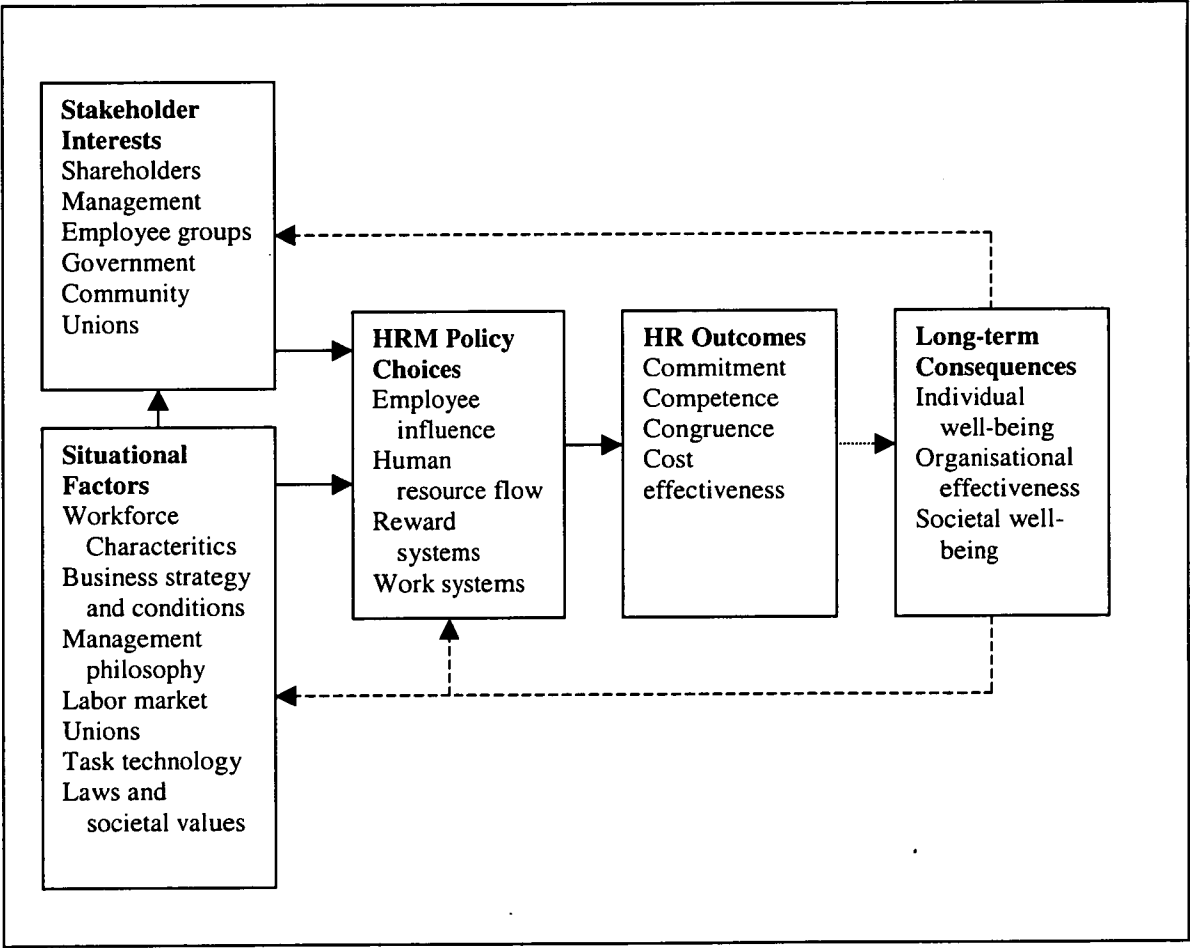 Stakeholder
Interests
Shareholders
Management
Employee groups
Government
Community
Unions
Situational
Factors
Workforce
Characteritics
Business strategy
and conditions
Management
philosophy
Labor market
Unions
Task technology
Laws and
societal values
HRM Policy
Choices
Employee
influence
Human
resource flow
Reward
systems
Work systems
HR Outcomes
Commitment
Competence
Congruence
Cost
effectiveness
Long-term
Consequences
Individual
well-being
Organisational
effectiveness
Societal well-
being